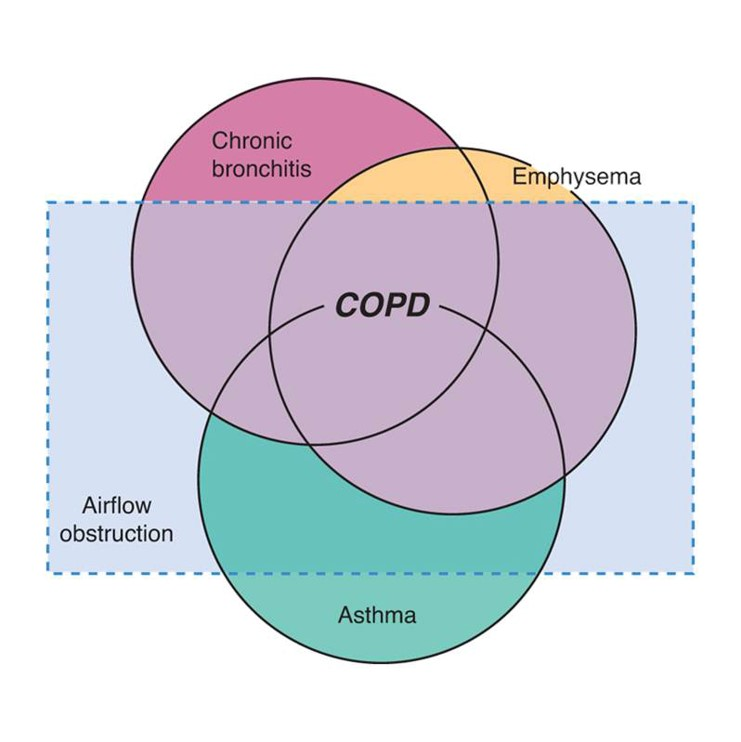 Chronic
bronchitis
Emphysema
COPD
Airflow
obstruction
Asthma